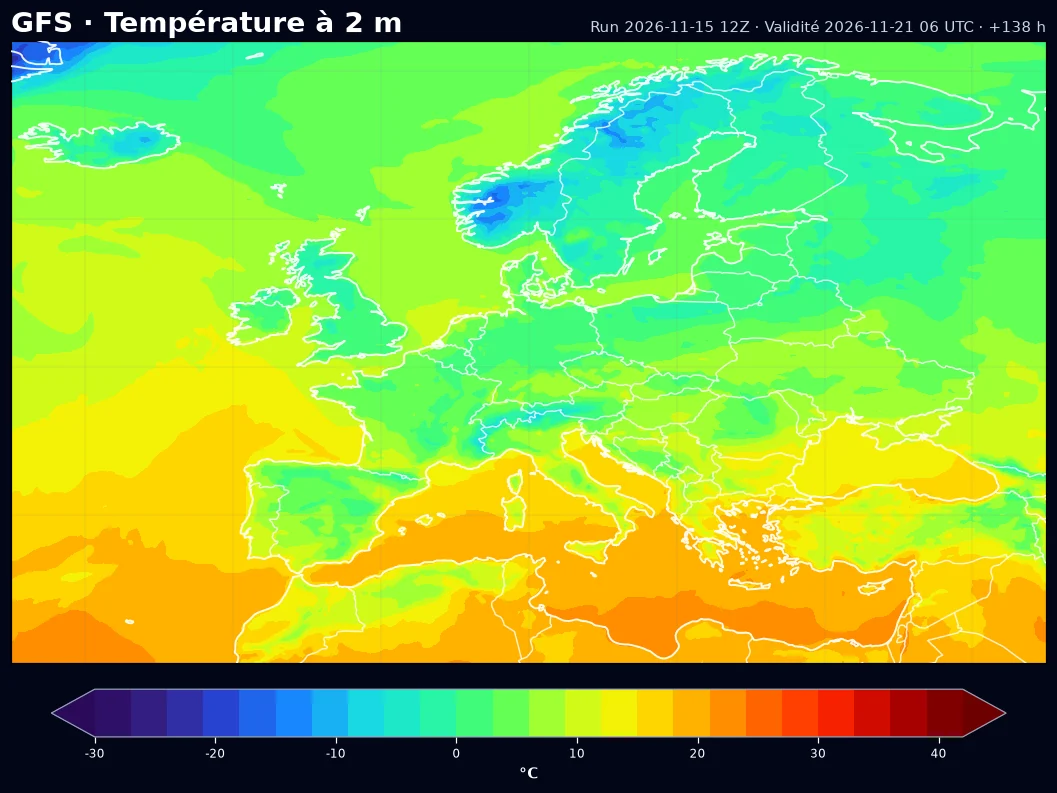 GFS · Température à 2 m
Run 2026-11-15 12Z · Validité 2026-11-21 06 UTC · +138 h
-30 -20 -10 0 10 20 30 40
°C